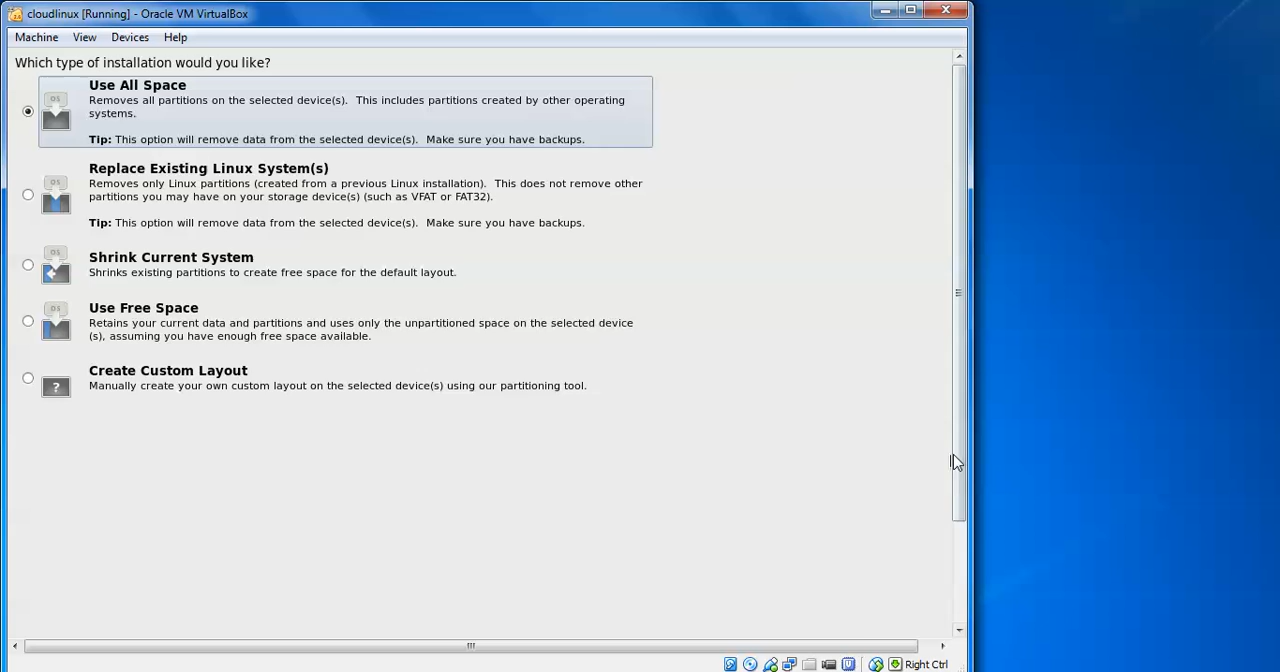 cloudlinux [Running] - Oracle VM VirtualBox
Machine View Devices Help
Which type of installation would you like?
Use All Space
Removes all partitions on the selected device(s). This includes partitions created by other operating
systems.
Tip: This option will remove data from the selected device(s). Make sure you have backups.
Replace Existing Linux System(s)
Removes only Linux partitions (created from a previous Linux installation). This does not remove other
partitions you may have on your storage device(s) (such as VFAT or FAT32).
Tip: This option will remove data from the selected device(s). Make sure you have backups.
Shrink Current System
Shrinks existing partitions to create free space for the default layout.
Use Free Space
Retains your current data and partitions and uses only the unpartitioned space on the selected device
(s), assuming you have enough free space available.
Create Custom Layout
Manually create your own custom layout on the selected device(s) using our partitioning tool.
Right Ctrl